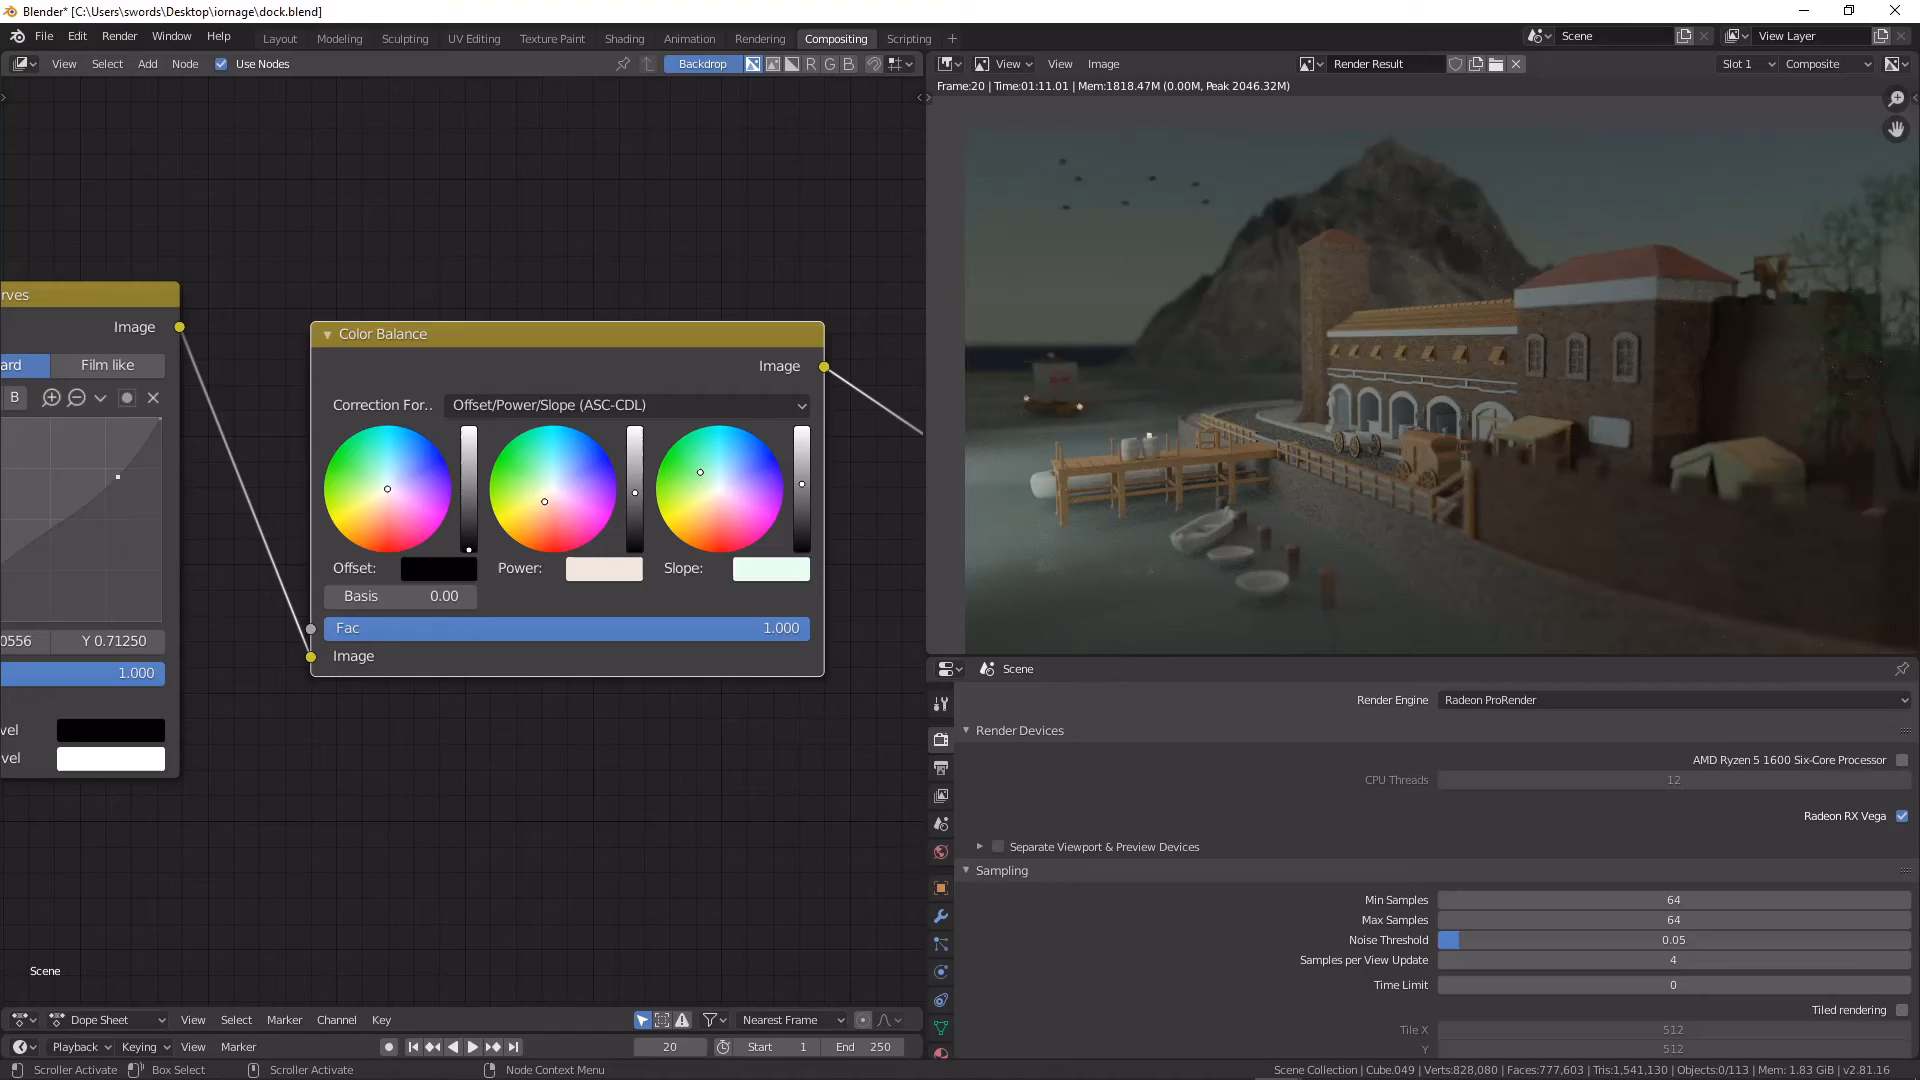 Blender* [C:\Users\swords\Desktop\iornage\dock.blend]
File Edit Render Window Help Layout Modeling Sculpting UV Editing Texture Paint Shading Animation Rendering Compositing Scripting Scene View Layer
View Select Add Node Use Nodes Backdrop R G B View View Image Render Result Slot 1 Composite
Frame:20 | Time:01:11.01 | Mem:1818.47M (0.00M, Peak 2046.32M)
rves
Image
ard Film like
B
0556 Y 0.71250
1.000
vel
vel
Color Balance
Image
Correction For.. Offset/Power/Slope (ASC-CDL)
Offset: Power: Slope:
Basis 0.00
Fac 1.000
Image
Scene
Scene
Render Engine Radeon ProRender
Render Devices
AMD Ryzen 5 1600 Six-Core Processor
CPU Threads 12
Radeon RX Vega
Separate Viewport & Preview Devices
Sampling
Min Samples 64
Max Samples 64
Noise Threshold 0.05
Samples per View Update 4
Time Limit 0
Tiled rendering
Tile X 512
Y 512
Dope Sheet View Select Marker Channel Key Nearest Frame
Playback Keying View Marker 20 Start 1 End 250
Scroller Activate Box Select Scroller Activate Node Context Menu Scene Collection | Cube.049 | Verts:828,080 | Faces:777,603 | Tris:1,541,130 | Objects:0/113 | Mem: 1.83 GiB | v2.81.16